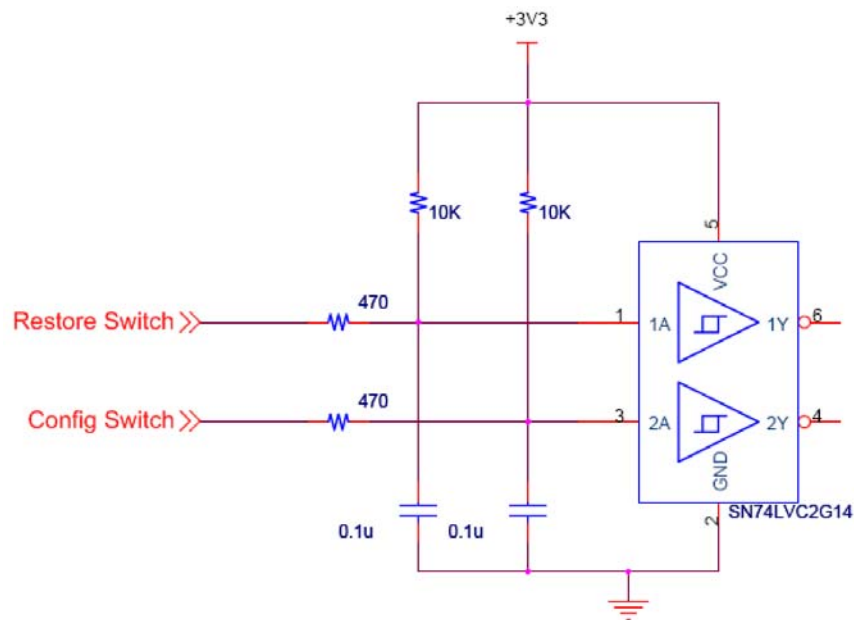 +3V3
10K
10K
5
VCC
470
Restore Switch
1
1A
1Y
6
470
Config Switch
3
2A
2Y
4
GND
0.1u
0.1u
2
SN74LVC2G14